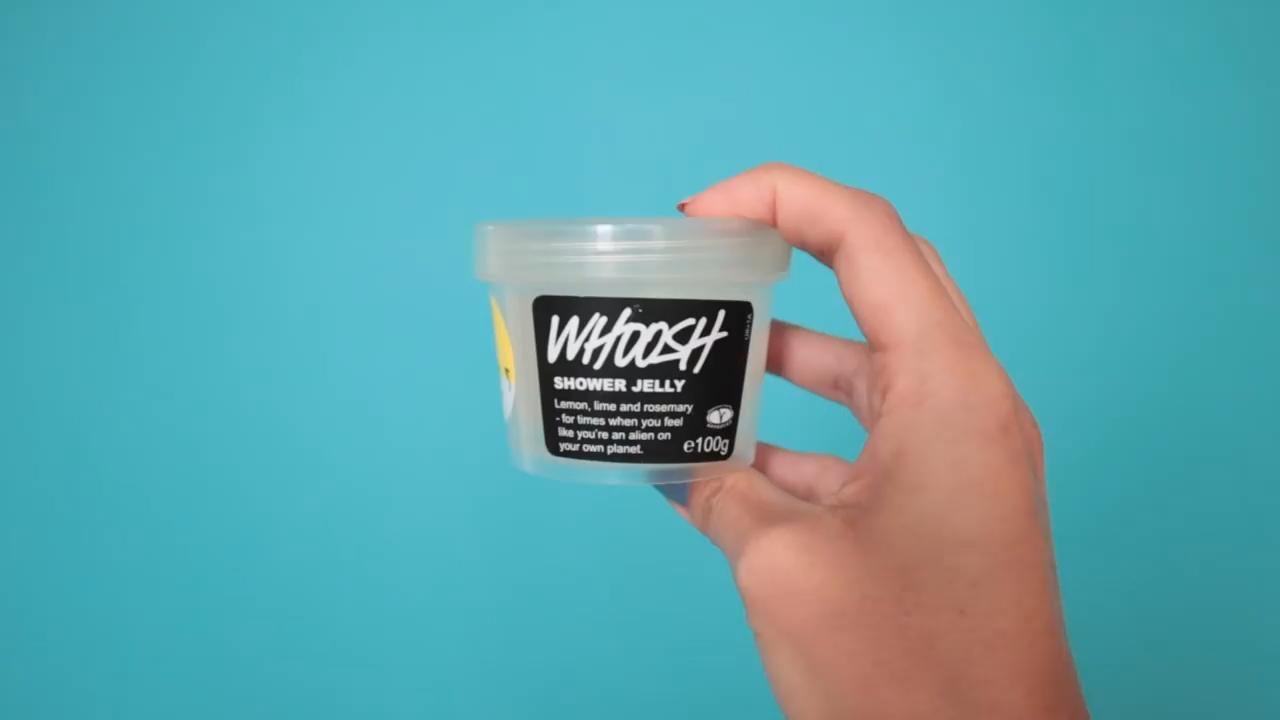 WHOOSH
SHOWER JELLY
Lemon, lime and rosemary
- for times when you feel
like you're an alien on
your own planet.
e100g